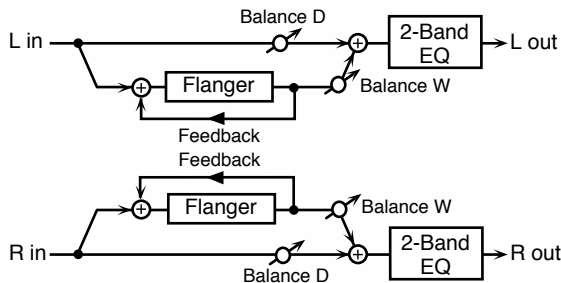 Balance D
L in
2-Band
EQ
L out
Flanger
Balance W
Feedback
Feedback
Flanger
Balance W
R in
2-Band
EQ
R out
Balance D